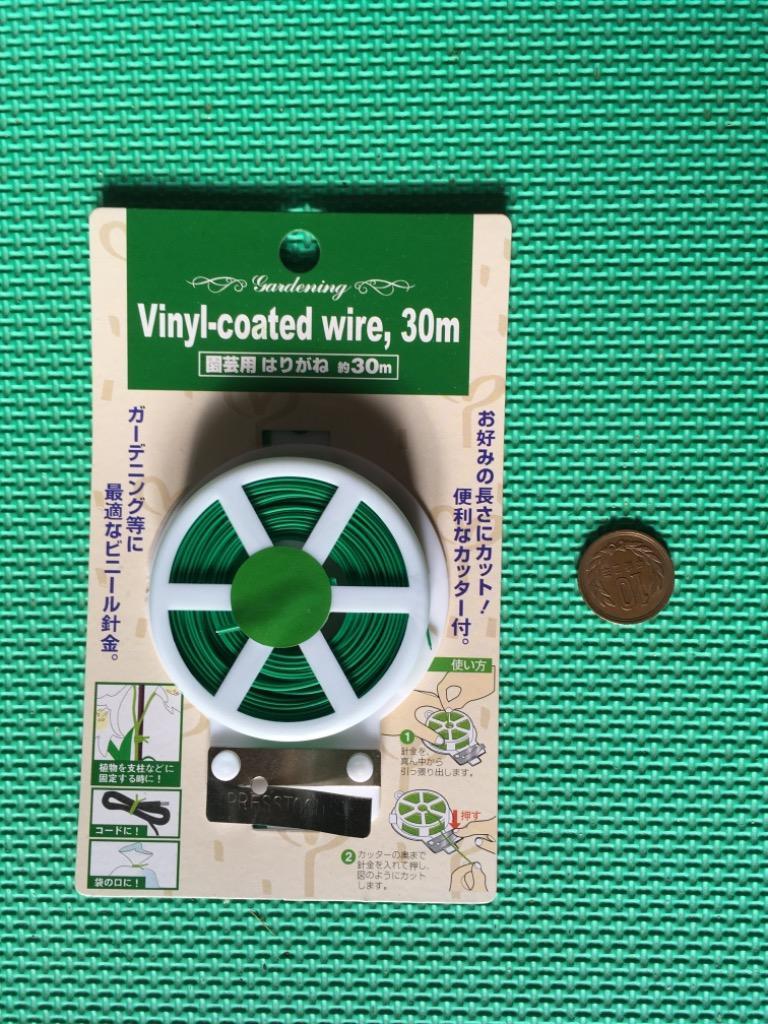 Gardening
Vinyl-coated wire, 30m
園芸用 はりがね 約30m
お好みの長さにカット!
便利なカッター付。
ガーデニング等に
最適なビニール針金。
植物を支柱などに
固定する時に!
コードに!
袋の口に!
PRESSTO
使い方
1
針金を、
真ん中から
引っ張り出します。
押す
2
カッターの奥まで
針金を入れて押し、
図のようにカット
します。
10